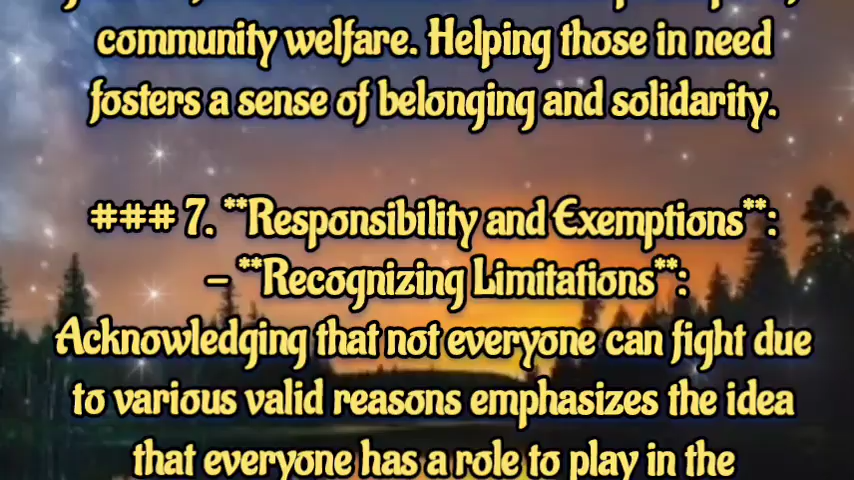 community welfare. Helping those in need
fosters a sense of belonging and solidarity.
### 7. **Responsibility and Exemptions**:
– **Recognizing Limitations**:
Acknowledging that not everyone can fight due
to various valid reasons emphasizes the idea
that everyone has a role to play in the